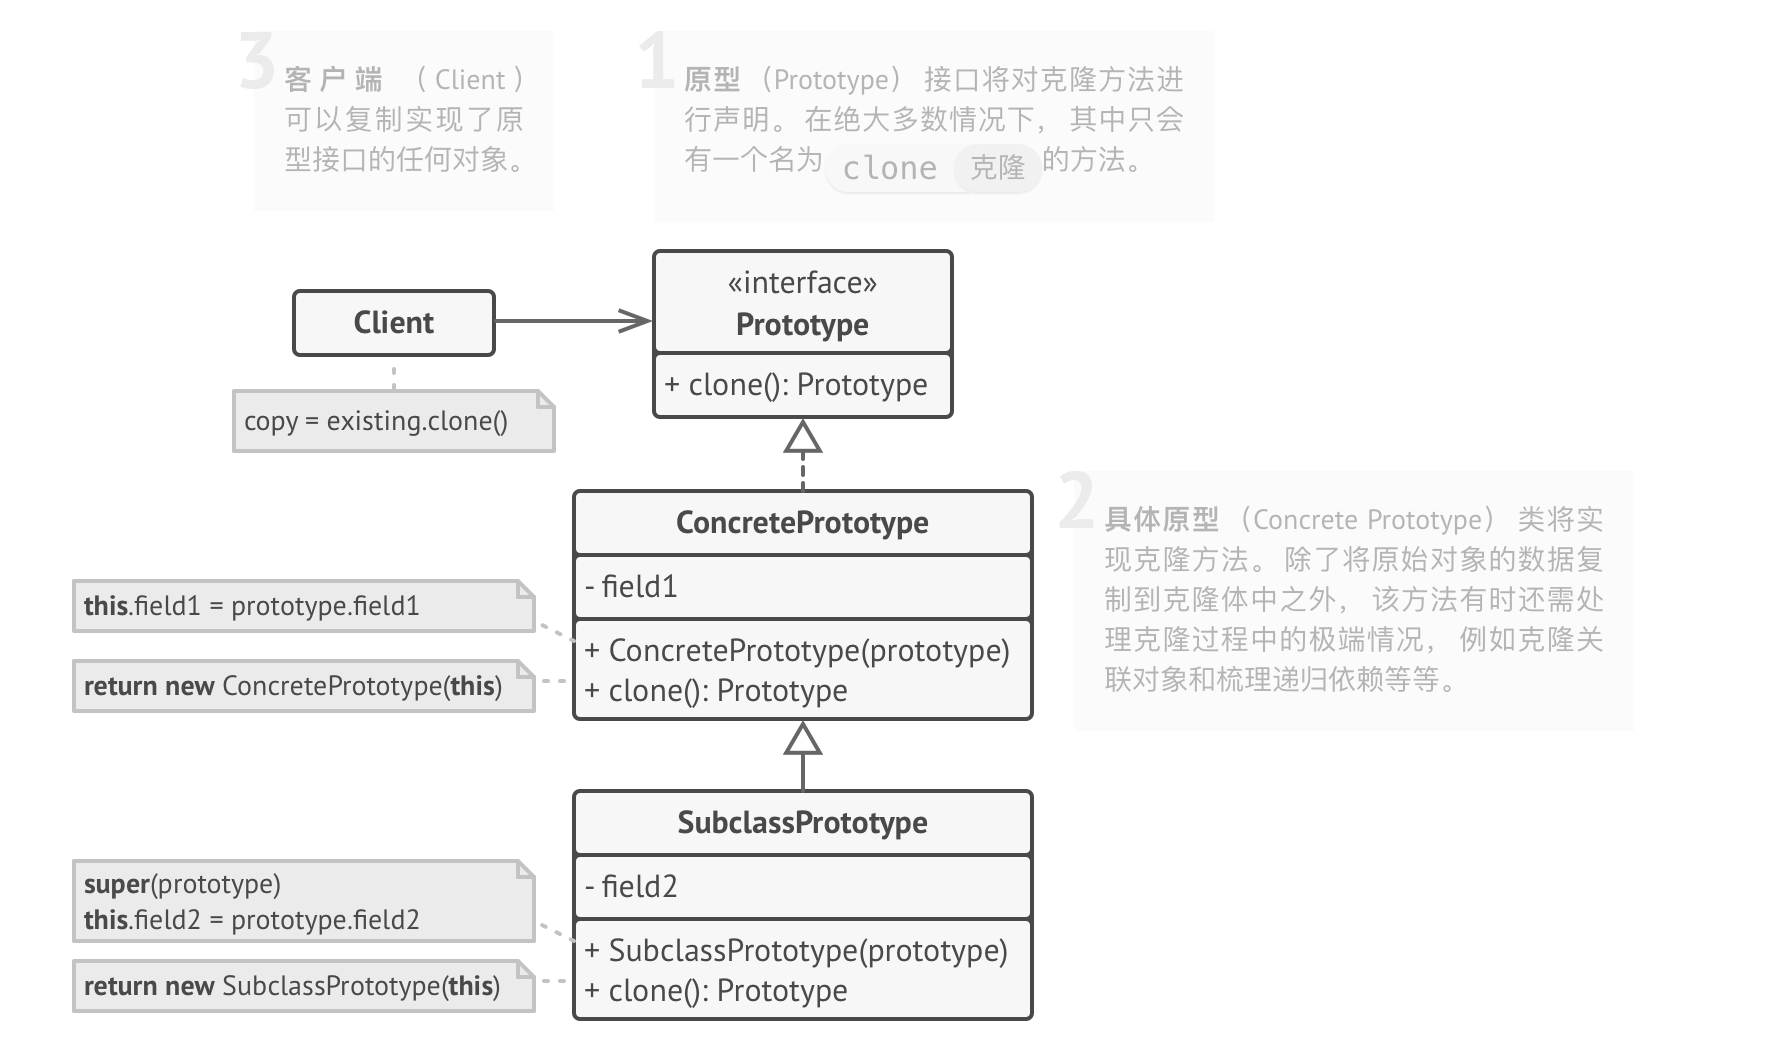 3
客户端 （Client）
可以复制实现了原
型接口的任何对象。
1
原型 （Prototype） 接口将对克隆方法进
行声明。 在绝大多数情况下， 其中只会
有一个名为 clone 克隆 的方法。
Client
«interface»
Prototype
+ clone(): Prototype
copy = existing.clone()
2
具体原型 （Concrete Prototype） 类将实
现克隆方法。 除了将原始对象的数据复
制到克隆体中之外， 该方法有时还需处
理克隆过程中的极端情况， 例如克隆关
联对象和梳理递归依赖等等。
ConcretePrototype
- field1
+ ConcretePrototype(prototype)
+ clone(): Prototype
this.field1 = prototype.field1
return new ConcretePrototype(this)
SubclassPrototype
- field2
+ SubclassPrototype(prototype)
+ clone(): Prototype
super(prototype)
this.field2 = prototype.field2
return new SubclassPrototype(this)